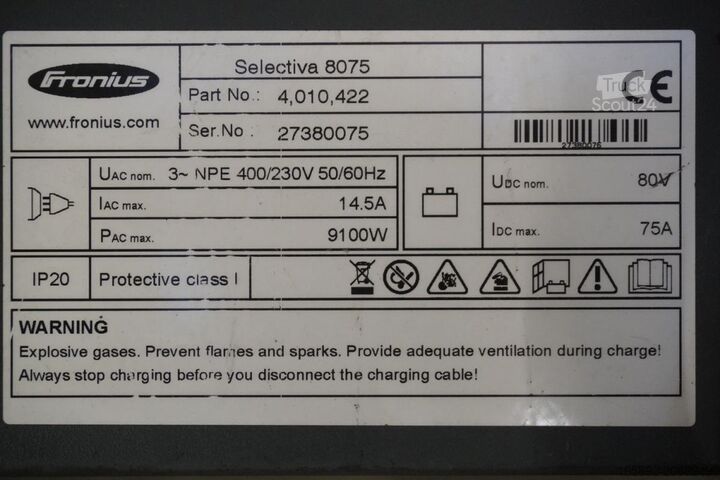 Fronius
www.fronius.com
Selectiva 8075
Part No.: 4,010,422
Ser.No : 27380075
Truck
Scout24
CE
27380076
UAC nom. 3~ NPE 400/230V 50/60Hz
IAC max. 14.5A
PAC max. 9100W
UDC nom. 80V
IDC max. 75A
IP20 Protective class I
WARNING
Explosive gases. Prevent flames and sparks. Provide adequate ventilation during charge!
Always stop charging before you disconnect the charging cable!